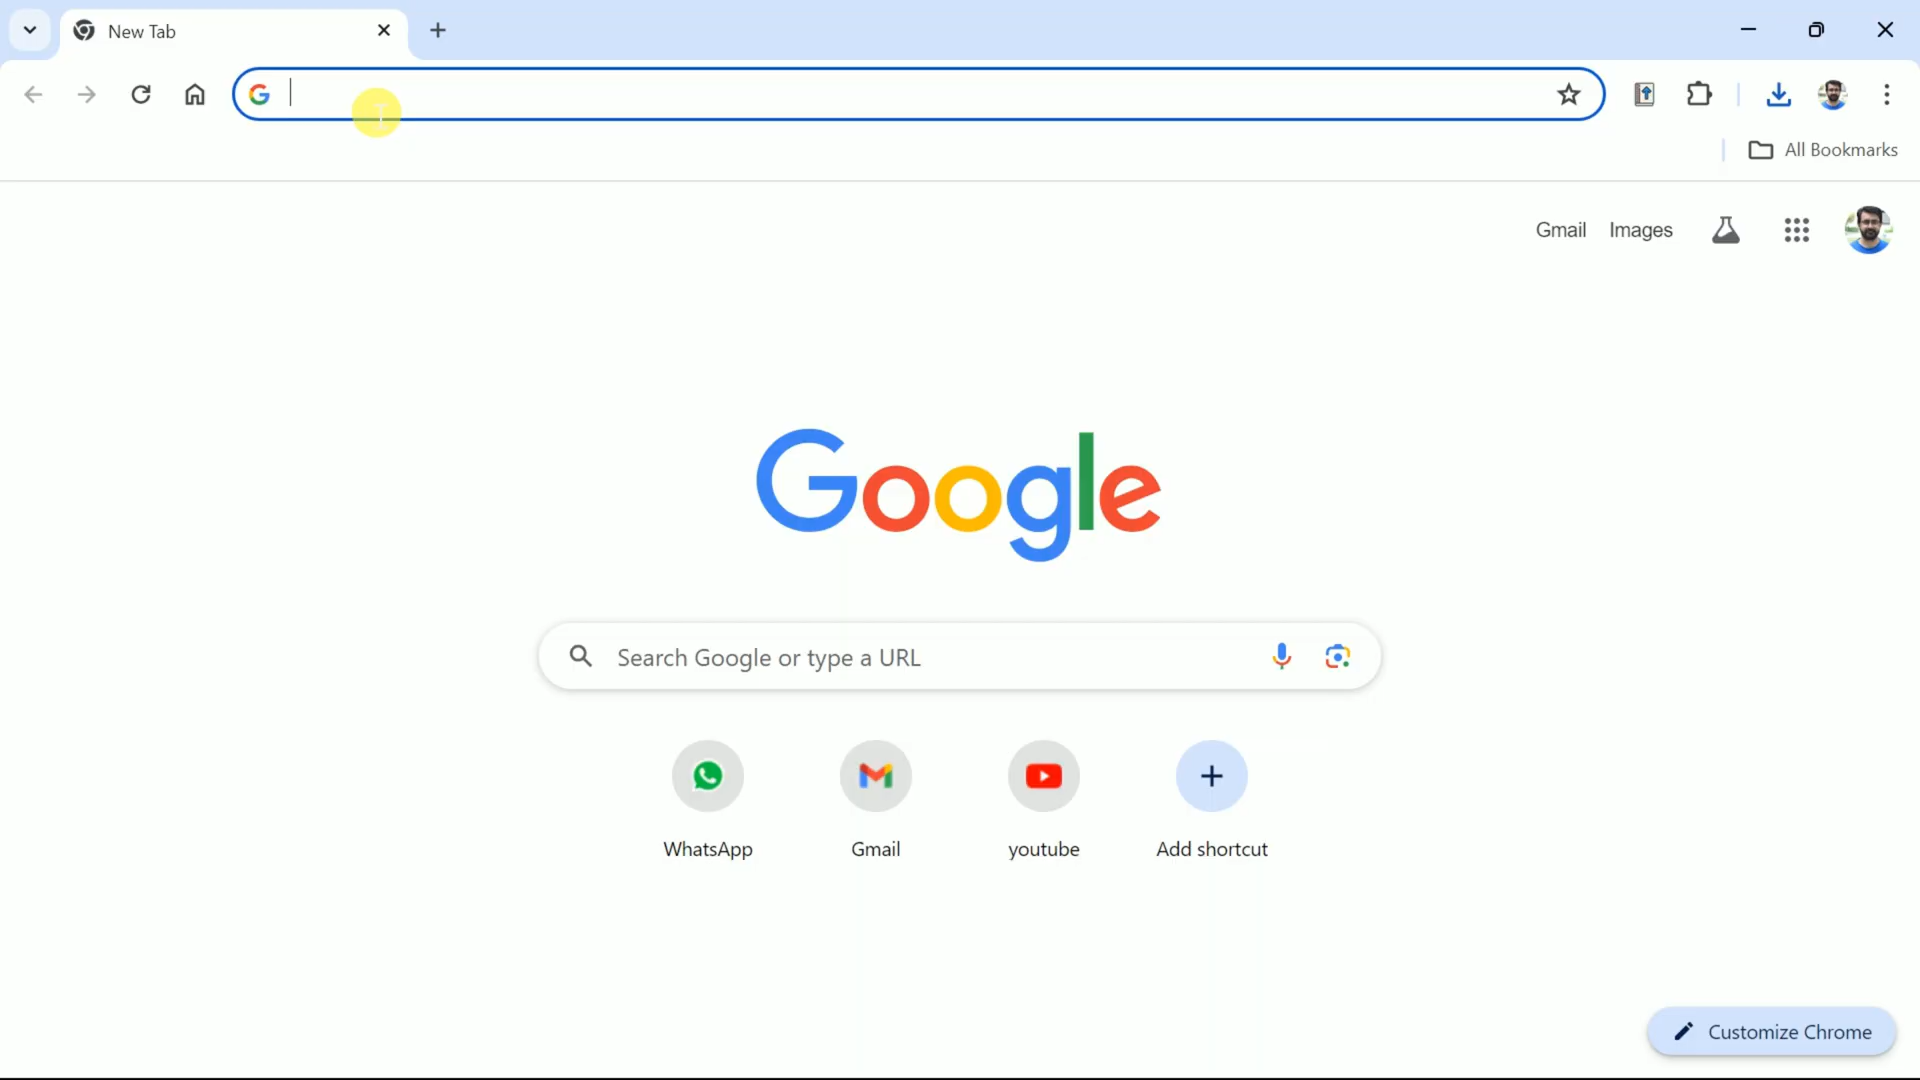 New Tab
All Bookmarks
Gmail Images
Google
Search Google or type a URL
WhatsApp Gmail youtube Add shortcut
Customize Chrome